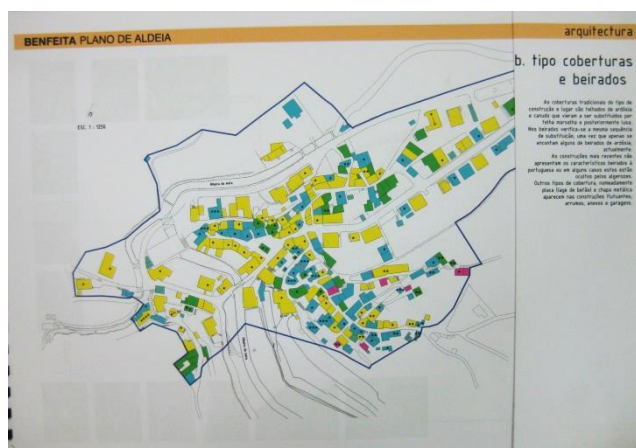 BENFEITA PLANO DE ALDEIA
arquitectura
b. tipo coberturas
e beirados
ESC. 1 : 1250
As coberturas tradicionais do tipo de
construção e lugar são telhados de ardósia
e canudo que vieram a ser substituídos por
telha marselha e posteriormente lusa.
Nos beirados verifica-se a mesma sequência
de substituição, uma vez que apenas se
encontam alguns de beirados de ardósia,
actualmente.
As construções mais recentes não
apresentam os característicos beirados à
portuguesa ou em alguns casos estes estão
ocultos pelos algerozes.
Outros tipos de cobertura, nomeadamente
placa (lage de betão) e chapa metálica
aparecem nas construções flutuantes,
arrumos, anexos e garagens.